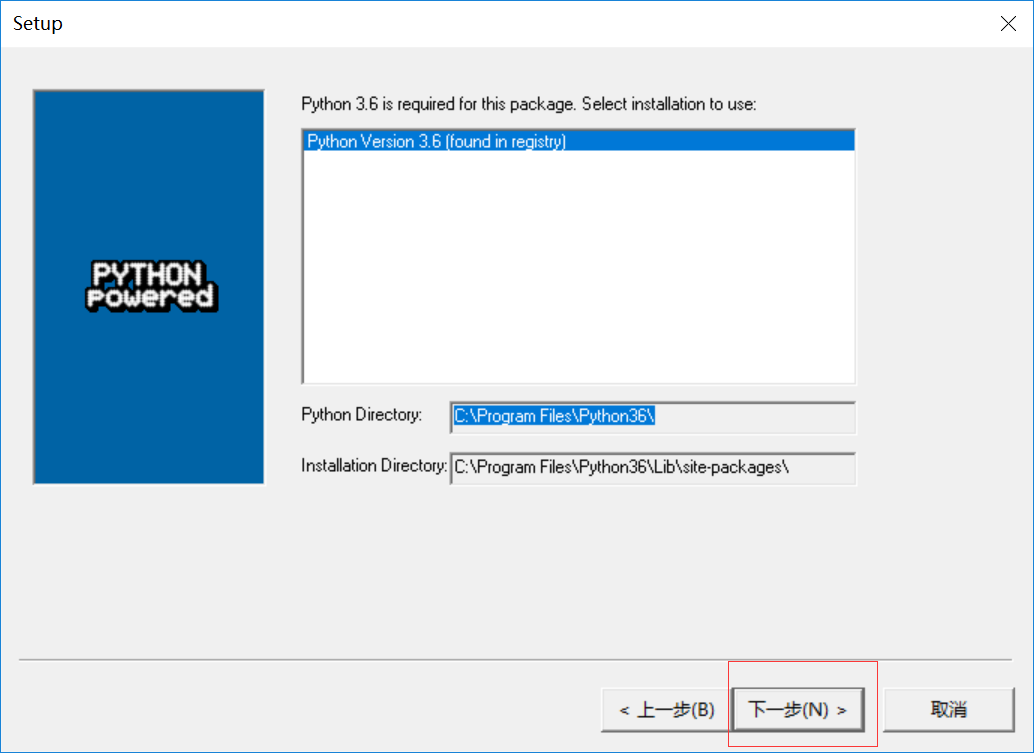 Setup
Python 3.6 is required for this package. Select installation to use:
Python Version 3.6 (found in registry)
PYTHON
powered
Python Directory:
C:\Program Files\Python36\
Installation Directory:
C:\Program Files\Python36\Lib\site-packages\
< 上一步(B)
下一步(N) >
取消